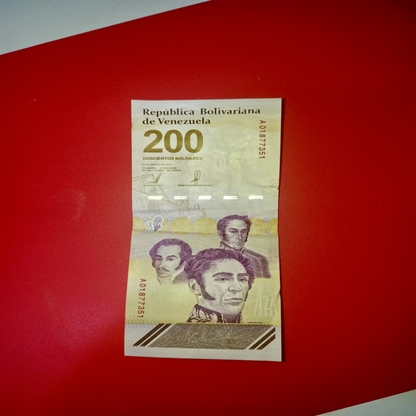 República Bolivariana
de Venezuela
200
DOSCIENTOS BOLÍVARES
A01877351
A01877351